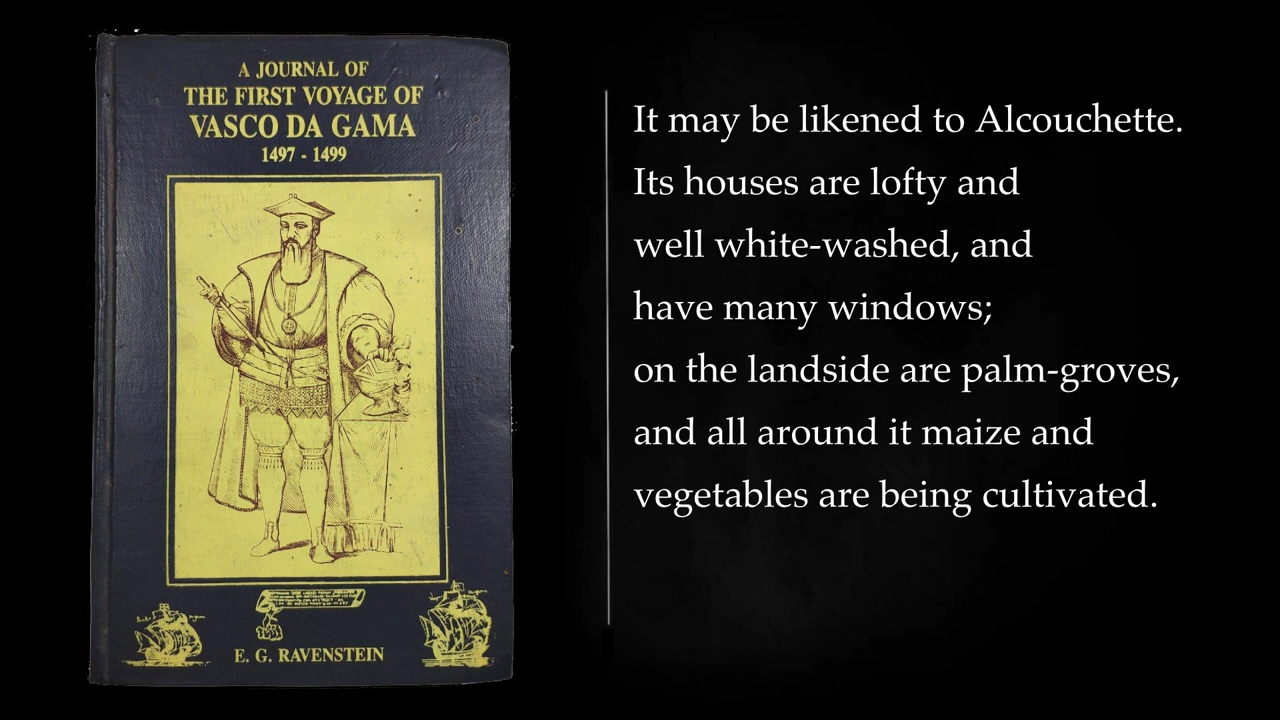 A JOURNAL OF
THE FIRST VOYAGE OF
VASCO DA GAMA
1497 - 1499
E. G. RAVENSTEIN
It may be likened to Alcouchette.
Its houses are lofty and
well white-washed, and
have many windows;
on the landside are palm-groves,
and all around it maize and
vegetables are being cultivated.